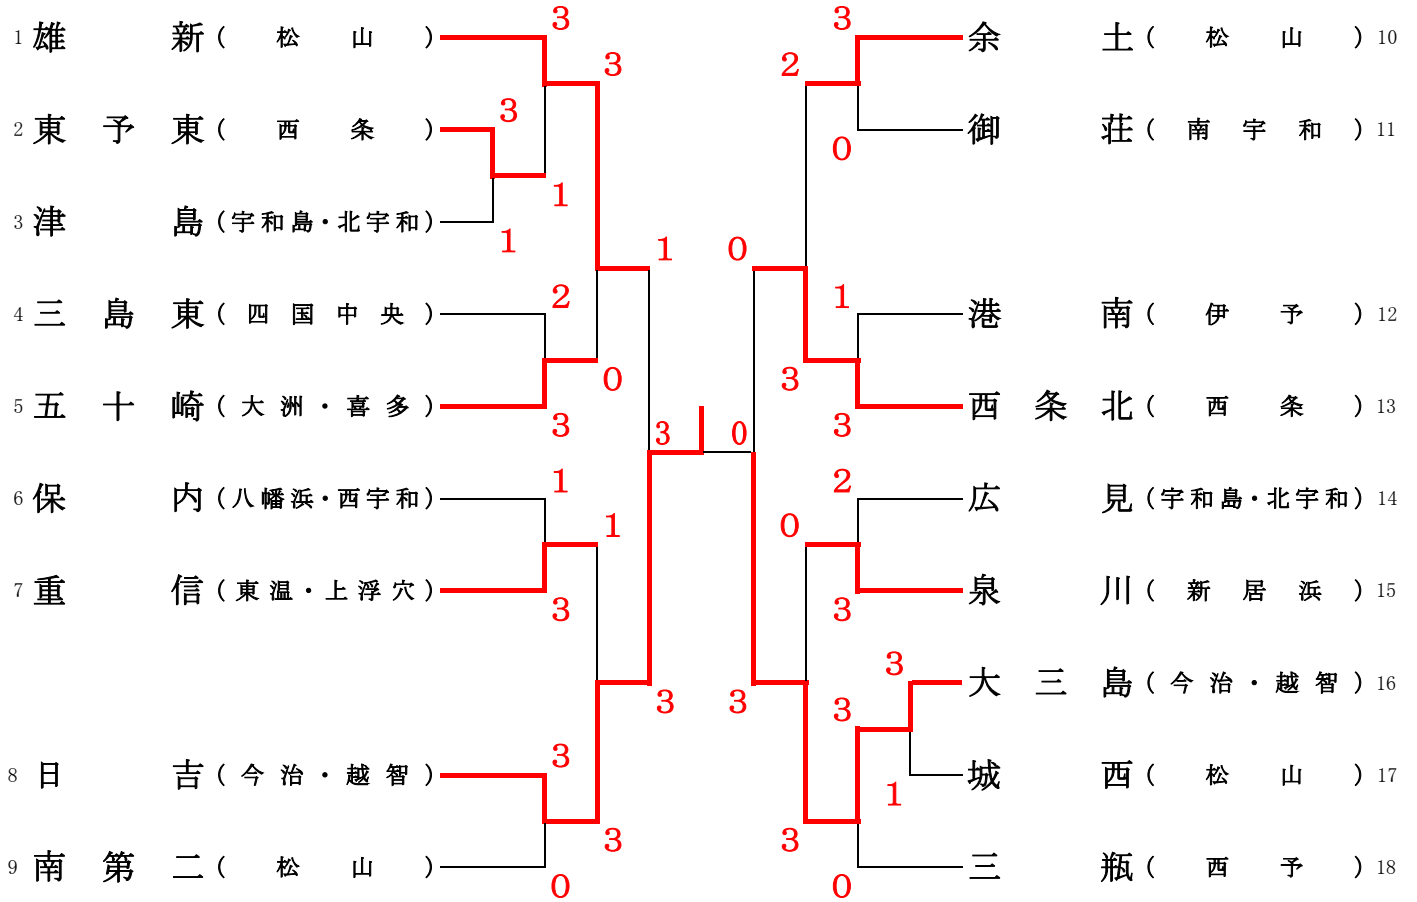 1 雄新 (松山)
3
3
2 東予東 (西条)
3
1
3 津島 (宇和島・北宇和)
1
1
4 三島東 (四国中央)
2
0
5 五十崎 (大洲・喜多)
3
3
0
6 保内 (八幡浜・西宇和)
1
1
7 重信 (東温・上浮穴)
3
3
8 日吉 (今治・越智)
3
3
9 南第二 (松山)
0
3
余土 (松山) 10
2
御荘 (南宇和) 11
0
0
港南 (伊予) 12
1
3
西条北 (西条) 13
3
広見 (宇和島・北宇和) 14
2
0
泉川 (新居浜) 15
3
大三島 (今治・越智) 16
3
3
3
城西 (松山) 17
1
3
三瓶 (西予) 18
0